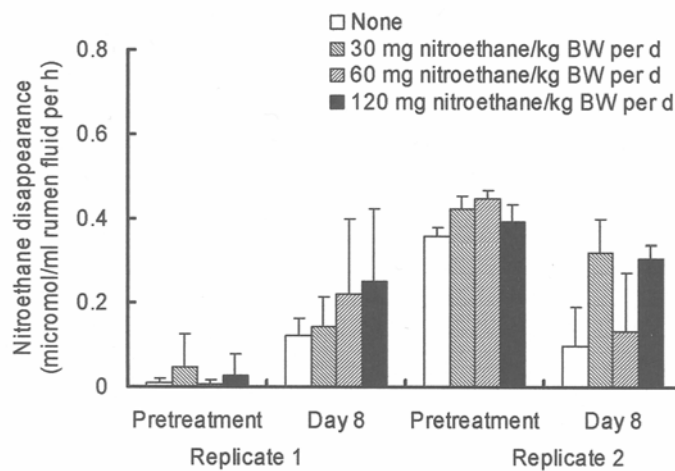 None
30 mg nitroethane/kg BW per d
60 mg nitroethane/kg BW per d
120 mg nitroethane/kg BW per d
Nitroethane disappearance
(micromol/ml rumen fluid per h)
0.8
0.6
0.4
0.2
0
Pretreatment Day 8 Pretreatment Day 8
Replicate 1 Replicate 2